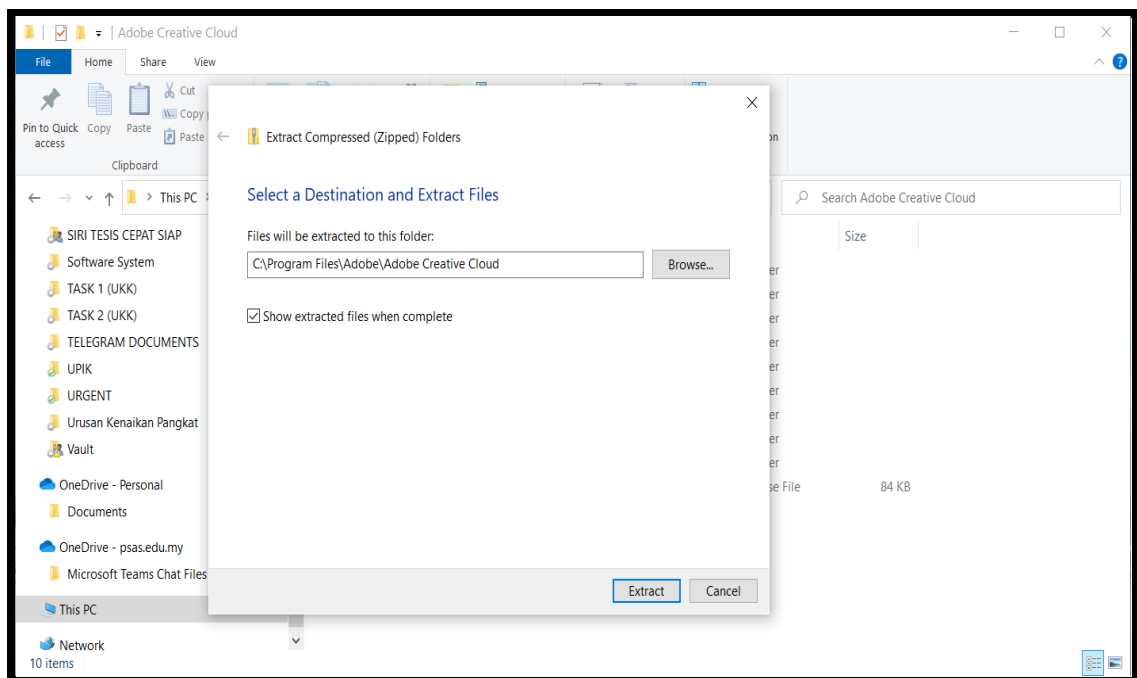 Adobe Creative Cloud
File Home Share View
Pin to Quick access
Copy
Paste
Cut
Copy
Paste
Clipboard
This PC
Search Adobe Creative Cloud
SIRI TESIS CEPAT SIAP
Software System
TASK 1 (UKK)
TASK 2 (UKK)
TELEGRAM DOCUMENTS
UPIK
URGENT
Urusan Kenaikan Pangkat
Vault
OneDrive - Personal
Documents
OneDrive - psas.edu.my
Microsoft Teams Chat Files
This PC
Network
10 items
Extract Compressed (Zipped) Folders
Select a Destination and Extract Files
Files will be extracted to this folder:
C:\Program Files\Adobe\Adobe Creative Cloud
Browse...
Show extracted files when complete
Extract
Cancel
Size
File
84 KB